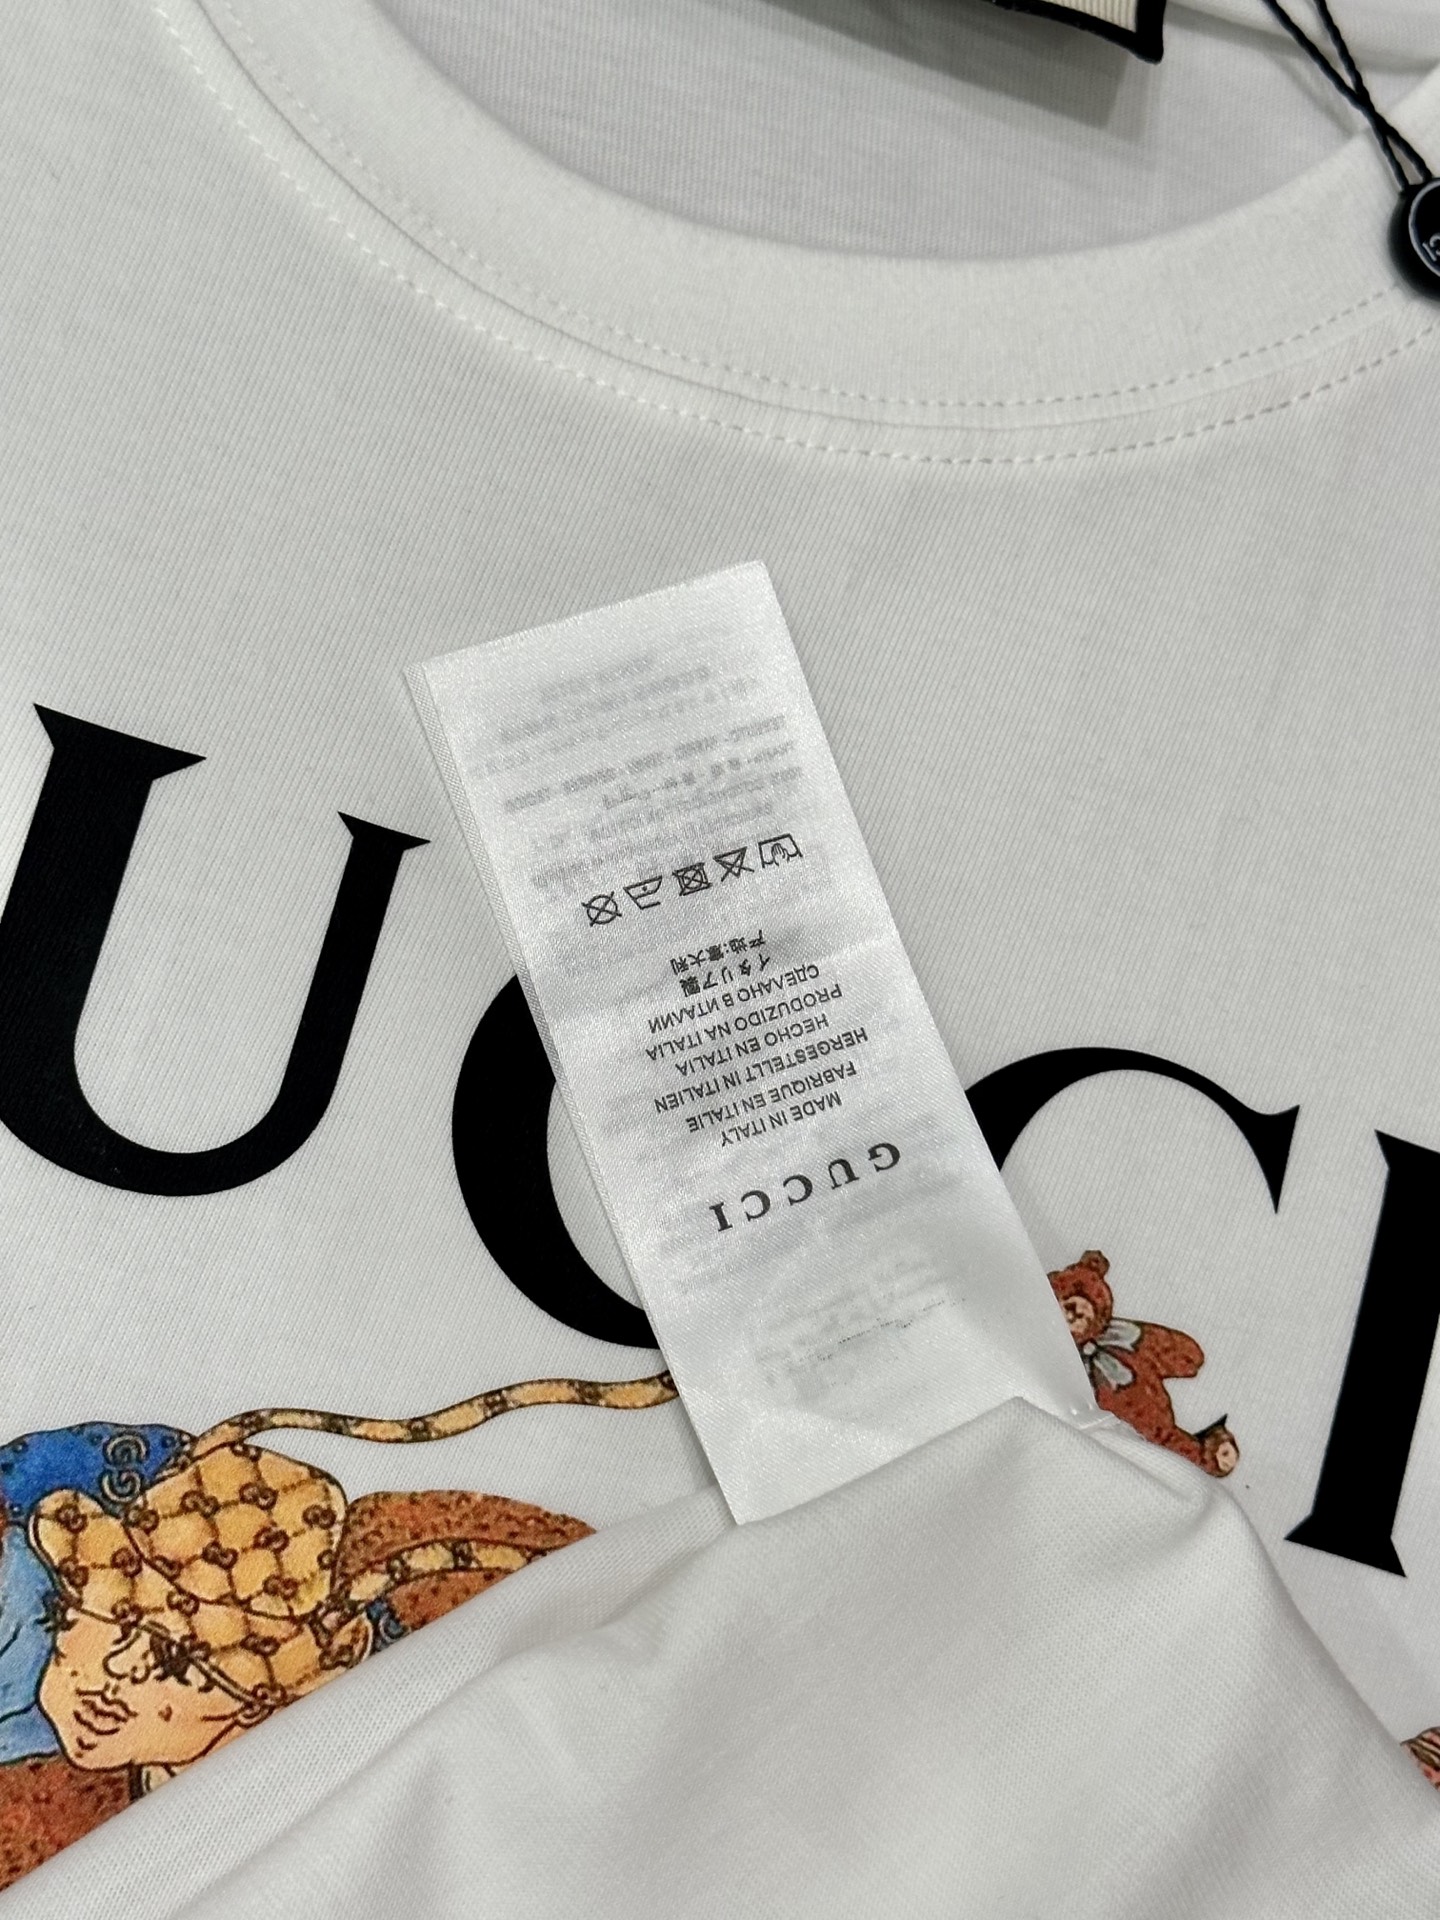 UCCI
GUCCI
MADE IN ITALY
FABRIQUE EN ITALIE
HERGESTELLT IN ITALIEN
HECHO EN ITALIA
PRODUZIDO NA ITALIA
СДЕЛАНО В ИТАЛИИ
イタリア製
产地:意大利